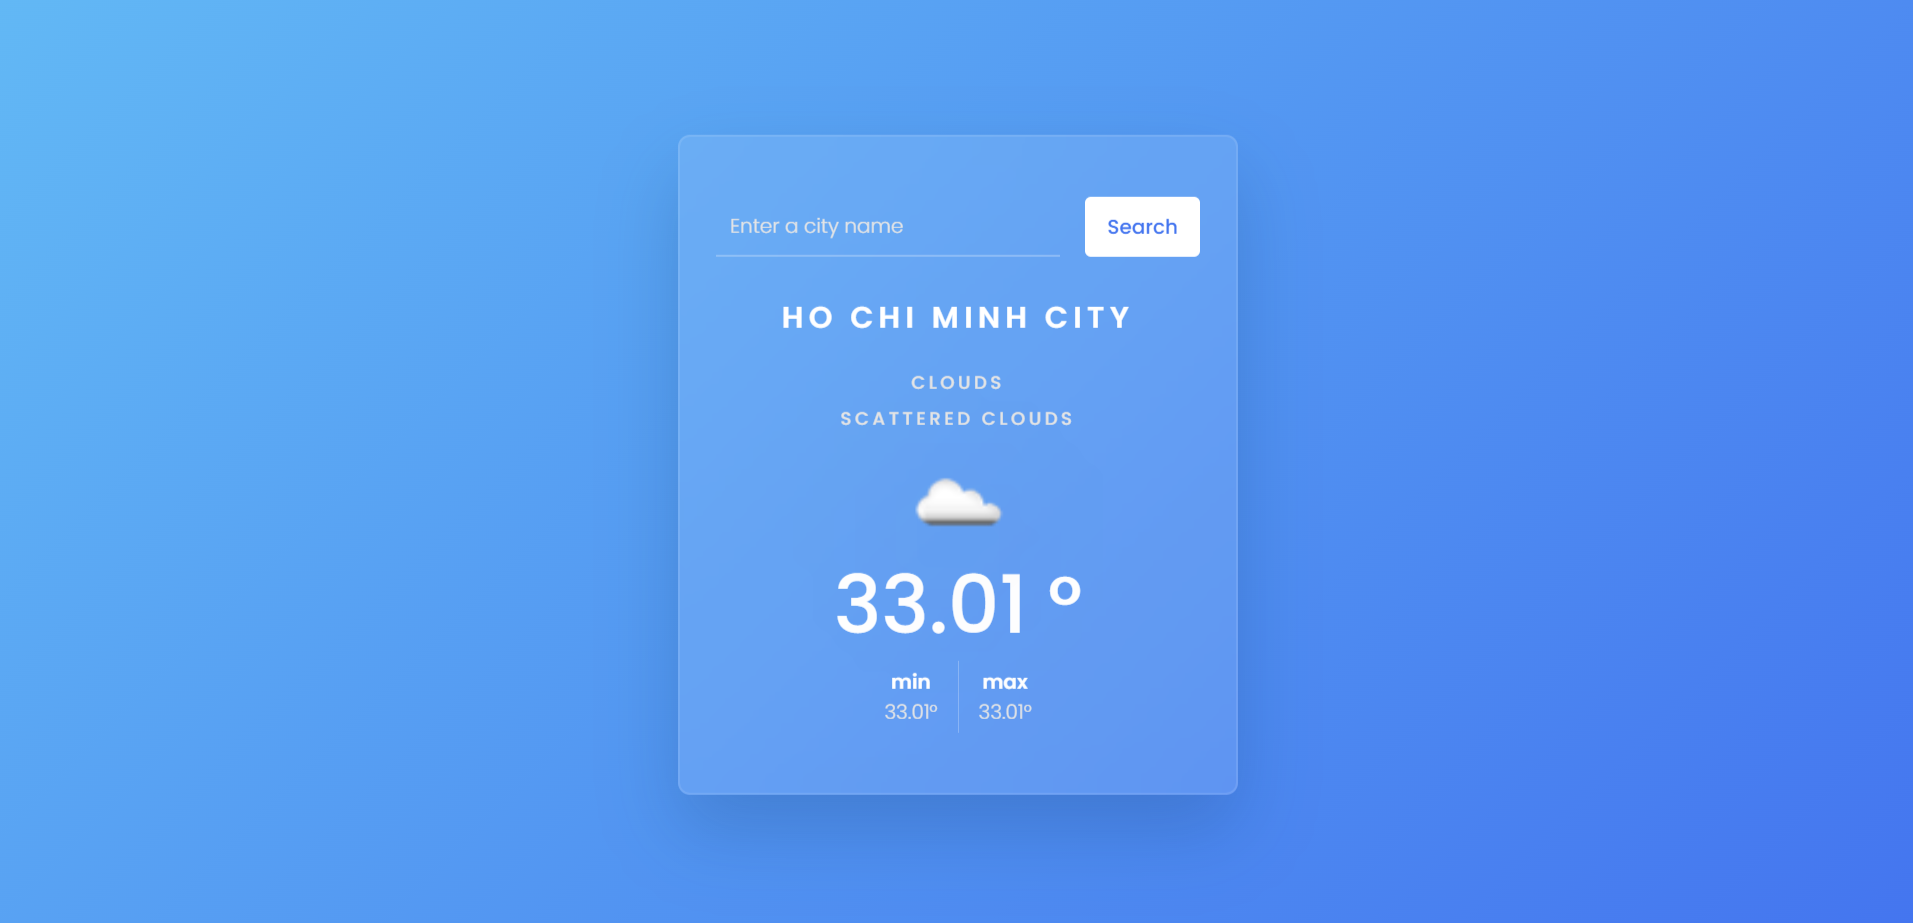 Enter a city name
Search
HO CHI MINH CITY
CLOUDS
SCATTERED CLOUDS
33.01 °
min max
33.01° 33.01°